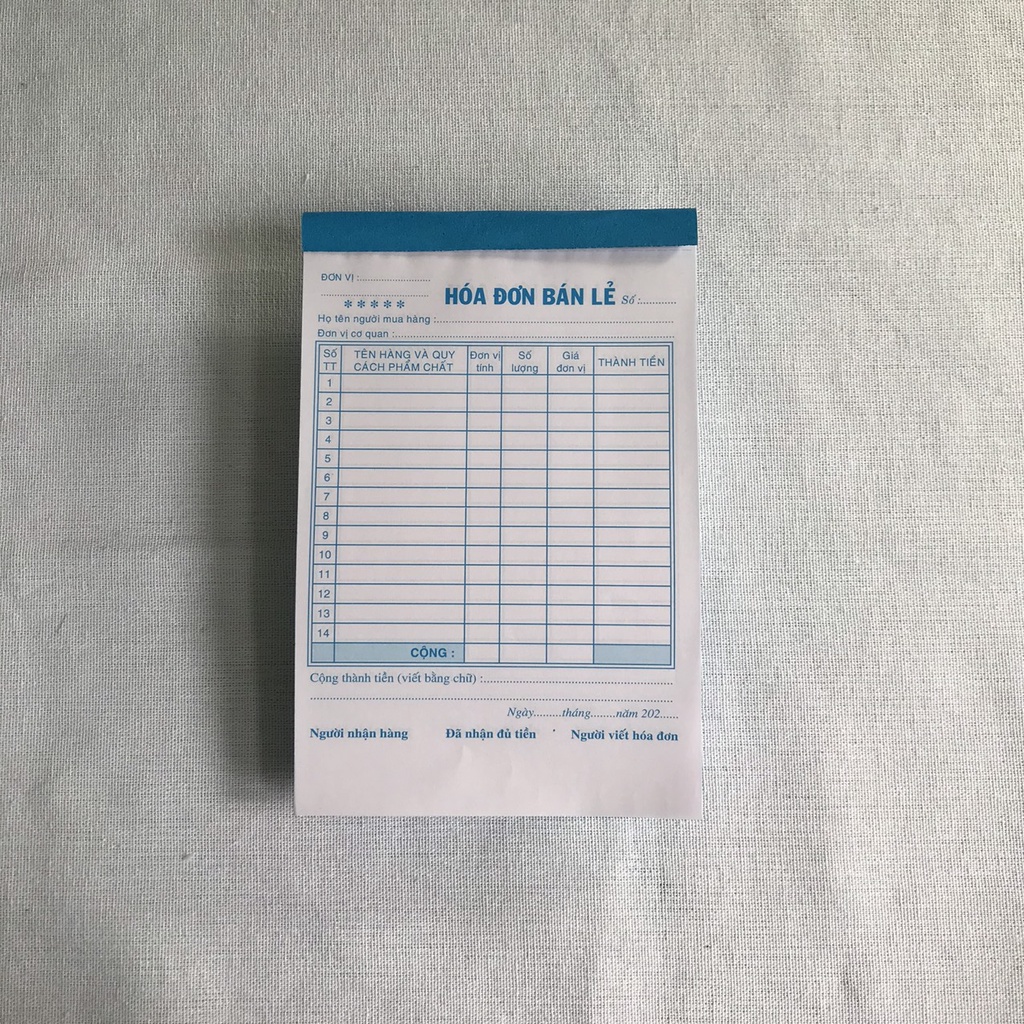 ĐƠN VỊ :
HÓA ĐƠN BÁN LẺ Số :
*****
Họ tên người mua hàng :
Đơn vị cơ quan :
Số TT TÊN HÀNG VÀ QUY CÁCH PHẨM CHẤT Đơn vị tính Số lượng Giá đơn vị THÀNH TIỀN
1
2
3
4
5
6
7
8
9
10
11
12
13
14
CỘNG :
Cộng thành tiền (viết bằng chữ) :
Ngày.........tháng........năm 202......
Người nhận hàng Đã nhận đủ tiền Người viết hóa đơn